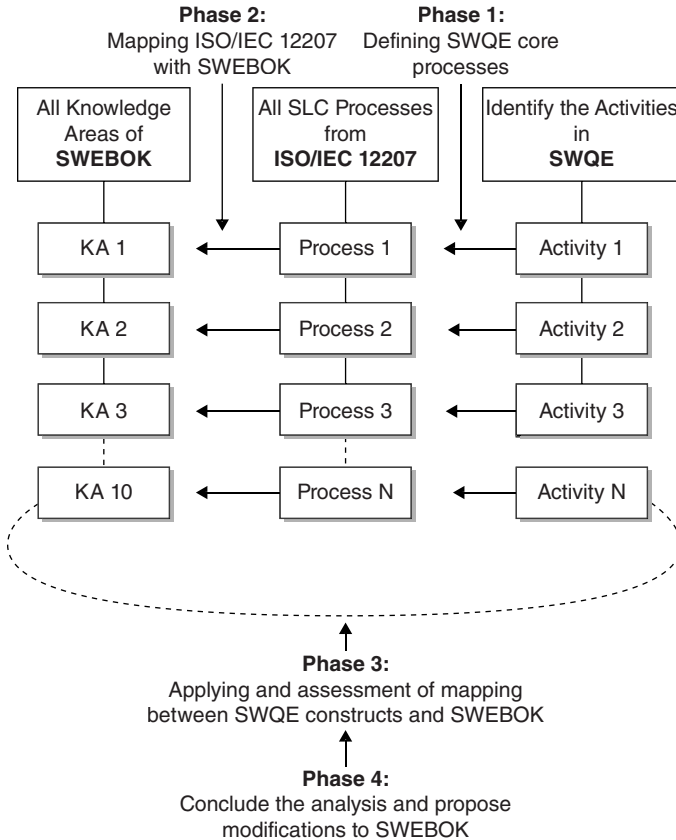 Phase 2:
Mapping ISO/IEC 12207
with SWEBOK
Phase 1:
Defining SWQE core
processes
All Knowledge
Areas of
SWEBOK
All SLC Processes
from
ISO/IEC 12207
Identify the Activities
in
SWQE
KA 1
Process 1
Activity 1
KA 2
Process 2
Activity 2
KA 3
Process 3
Activity 3
KA 10
Process N
Activity N
Phase 3:
Applying and assessment of mapping
between SWQE constructs and SWEBOK
Phase 4:
Conclude the analysis and propose
modifications to SWEBOK